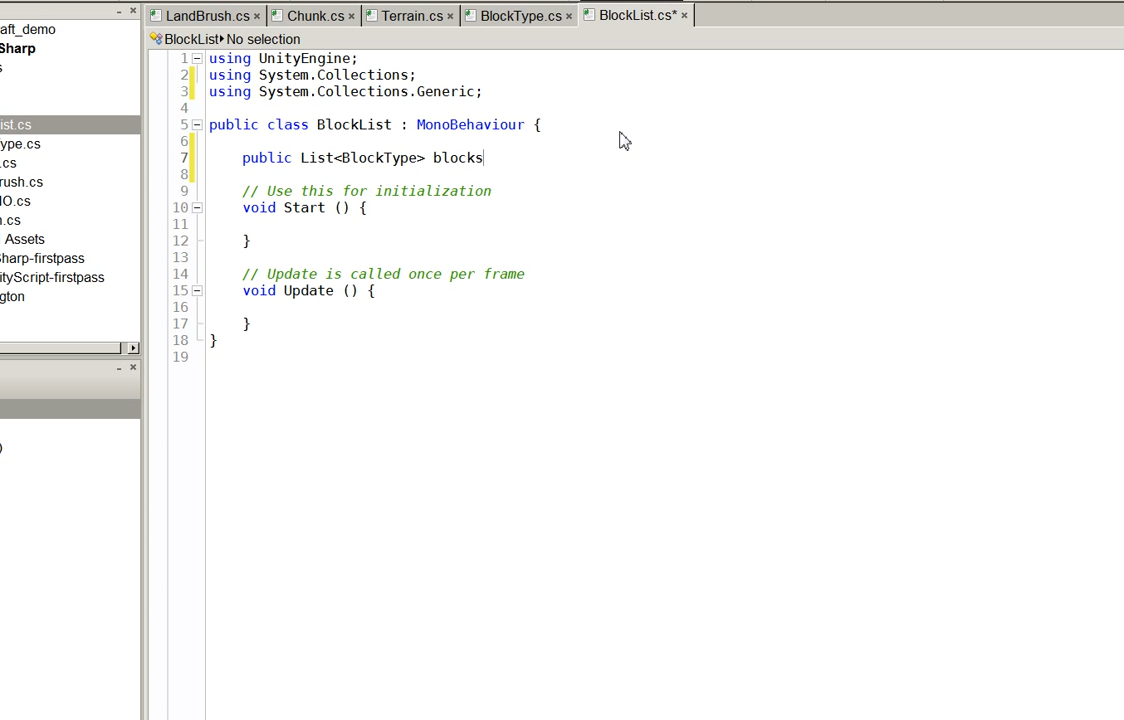 LandBrush.cs × Chunk.cs × Terrain.cs × BlockType.cs × BlockList.cs* ×
BlockList No selection
aft_demo
Sharp
s
ist.cs
ype.cs
.cs
rush.cs
IO.cs
n.cs
Assets
Sharp-firstpass
ityScript-firstpass
gton
)
1 using UnityEngine;
2 using System.Collections;
3 using System.Collections.Generic;
4
5 public class BlockList : MonoBehaviour {
6
7 public List<BlockType> blocks
8
9 // Use this for initialization
10 void Start () {
11
12 }
13
14 // Update is called once per frame
15 void Update () {
16
17 }
18 }
19